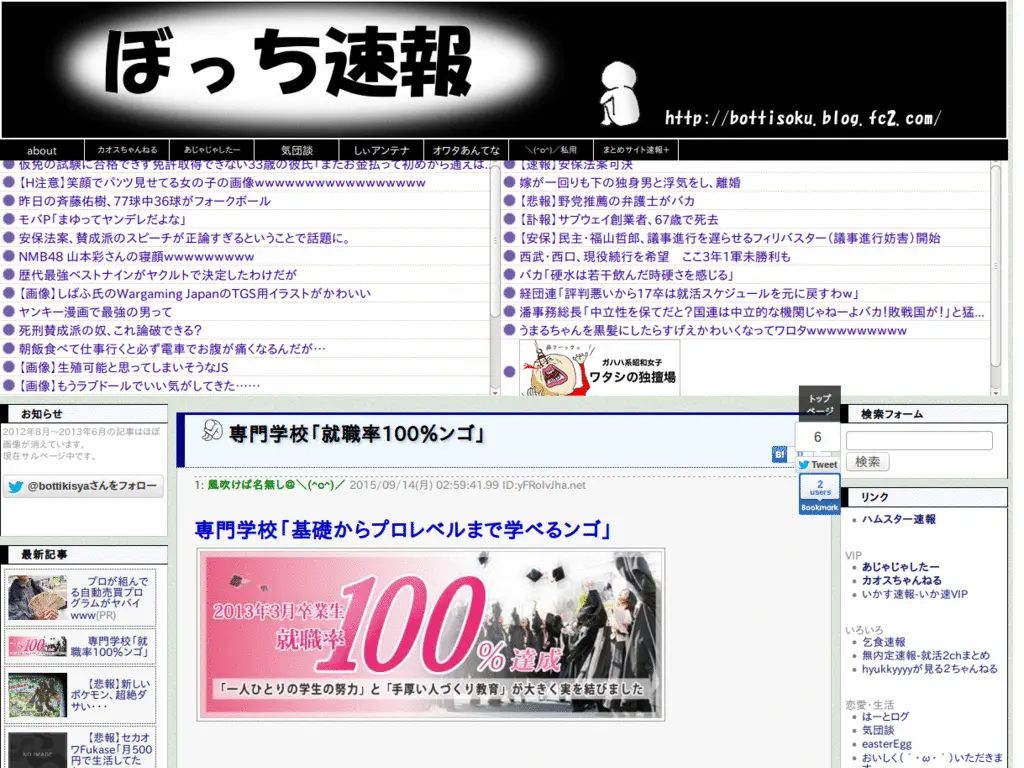 ぼっち速報
http://bottisoku.blog.fc2.com/
about
カオスちゃんねる
あじゃじゃしたー
気団談
しぃアンテナ
オワタあんてな
＼(^o^)／私用
まとめサイト速報＋
仮免の試験に合格できず免許取得できない33歳の彼氏「またお金払って初めから通えば...
【H注意】笑顔でパンツ見せてる女の子の画像wwwwwwwwwwwwwwwwww
昨日の斉藤佑樹、77球中36球がフォークボール
モバP「まゆってヤンデレだよな」
安保法案、賛成派のスピーチが正論すぎるということで話題に。
NMB48 山本彩さんの寝顔wwwwwwwww
歴代最強ベストナインがヤクルトで決定したわけだが
【画像】しばふ氏のWargaming JapanのTGS用イラストがかわいい
ヤンキー漫画で最強の男って
死刑賛成派の奴、これ論破できる？
朝飯食べて仕事行くと必ず電車でお腹が痛くなるんだが…
【画像】生殖可能と思ってしまいそうなJS
【画像】もうラブドールでいい気がしてきた……
【速報】安保法案可決
嫁が一回りも下の独身男と浮気をし、離婚
【悲報】野党推薦の弁護士がバカ
【訃報】サブウェイ創業者、67歳で死去
【安保】民主・福山哲郎、議事進行を遅らせるフィリバスター（議事進行妨害）開始
西武・西口、現役続行を希望　ここ3年1軍未勝利も
バカ「硬水は若干飲んだ時硬さを感じる」
経団連「評判悪いから17卒は就活スケジュールを元に戻すわw」
潘事務総長「中立性を保てだと？国連は中立的な機関じゃねーよバカ！敗戦国が！」と猛...
うまるちゃんを黒髪にしたらすげえかわいくなってワロタwwwwwwwwww
ガハハ系昭和女子
ワタシの独擅場
お知らせ
2012年8月～2013年6月の記事はほぼ
画像が消えています。
現在サルベージ中です。
@bottikisyaさんをフォロー
最新記事
プロが組んで
る自動売買プロ
グラムがヤバイ
www(PR)
専門学校「就
職率100％ンゴ」
【悲報】新しい
ポケモン、超絶ダ
サい・・・
【悲報】セカオ
ワFukase「月500
円で生活してた
NO IMAGE
専門学校「就職率100％ンゴ」
1: 風吹けば名無し＠＼(^o^)／ 2015/09/14(月) 02:59:41.99 ID:yFRoIvJha.net
専門学校「基礎からプロレベルまで学べるンゴ」
2013年3月卒業生
就職率100％達成
「一人ひとりの学生の努力」と「手厚い人づくり教育」が大きく実を結びました
トップ
ページ
6
B!
Tweet
2
users
Bookmark
検索フォーム
検索
リンク
ハムスター速報
VIP
あじゃじゃしたー
カオスちゃんねる
いかす速報-いか速VIP
いろいろ
乞食速報
無内定速報-就活2chまとめ
hyukkyyyyが見る2ちゃんねる
恋愛・生活
はーとログ
気団談
easterEgg
おいしく(´・ω・｀)いただきま
す